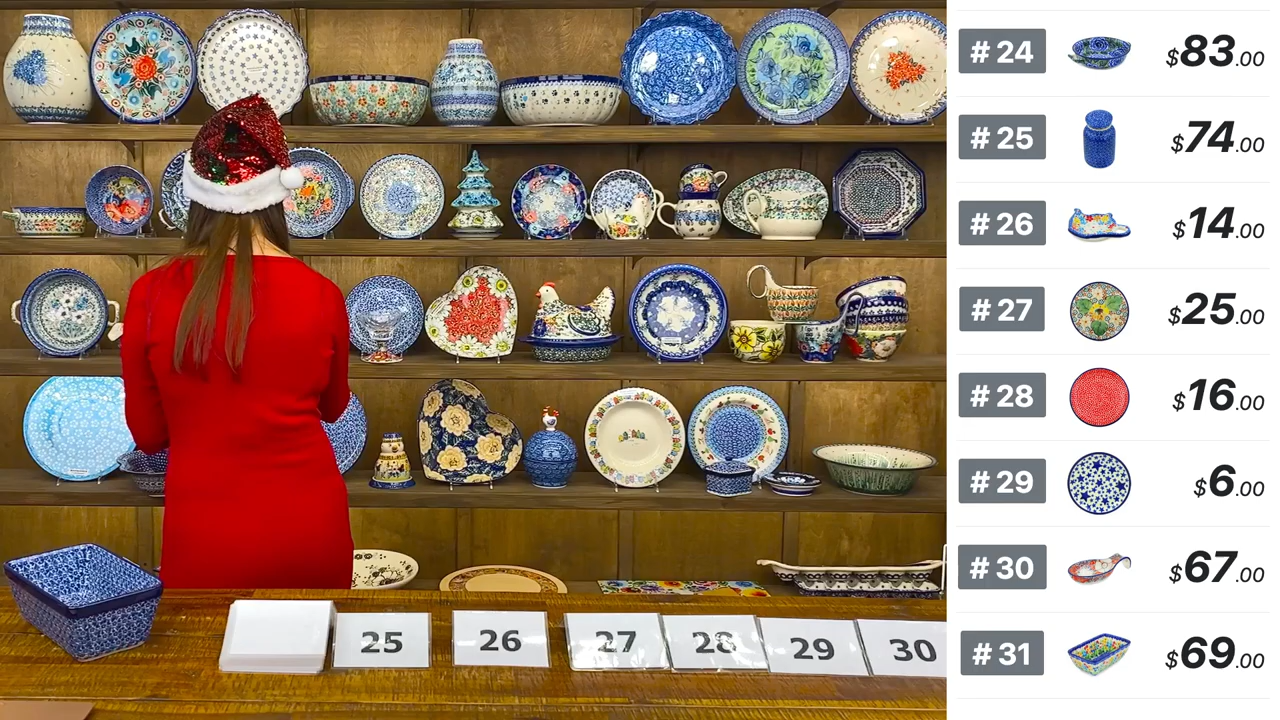 # 24 $83.00
# 25 $74.00
# 26 $14.00
# 27 $25.00
# 28 $16.00
# 29 $6.00
# 30 $67.00
# 31 $69.00
25 26 27 28 29 30